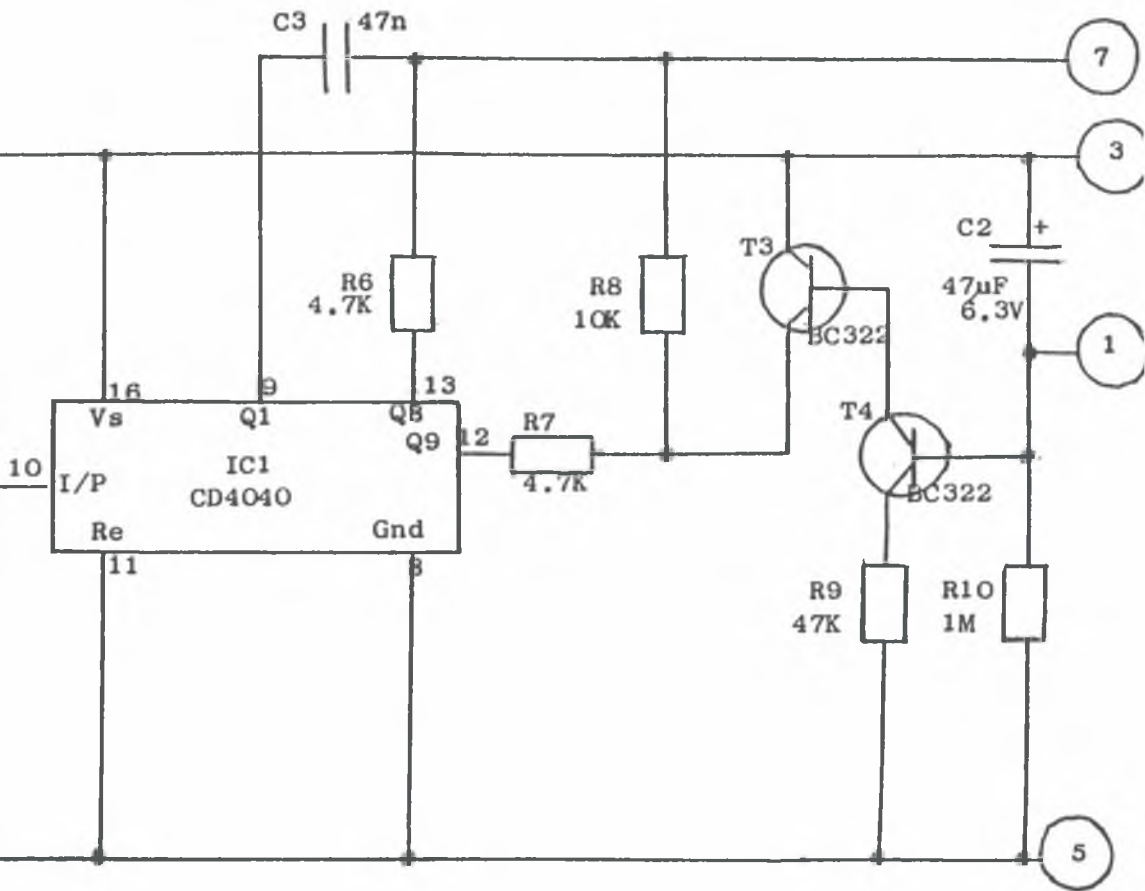 C3 47n
7
3
T3
C2 +
R6
4.7K
R8
10K
47µF
6.3V
BC322
1
16 9 13
Vs Q1 Q8
T4
R7
Q9 12
10
I/P
IC1
CD4040
4.7K
BC322
Re Gnd
11 8
R9
47K
R10
1M
5